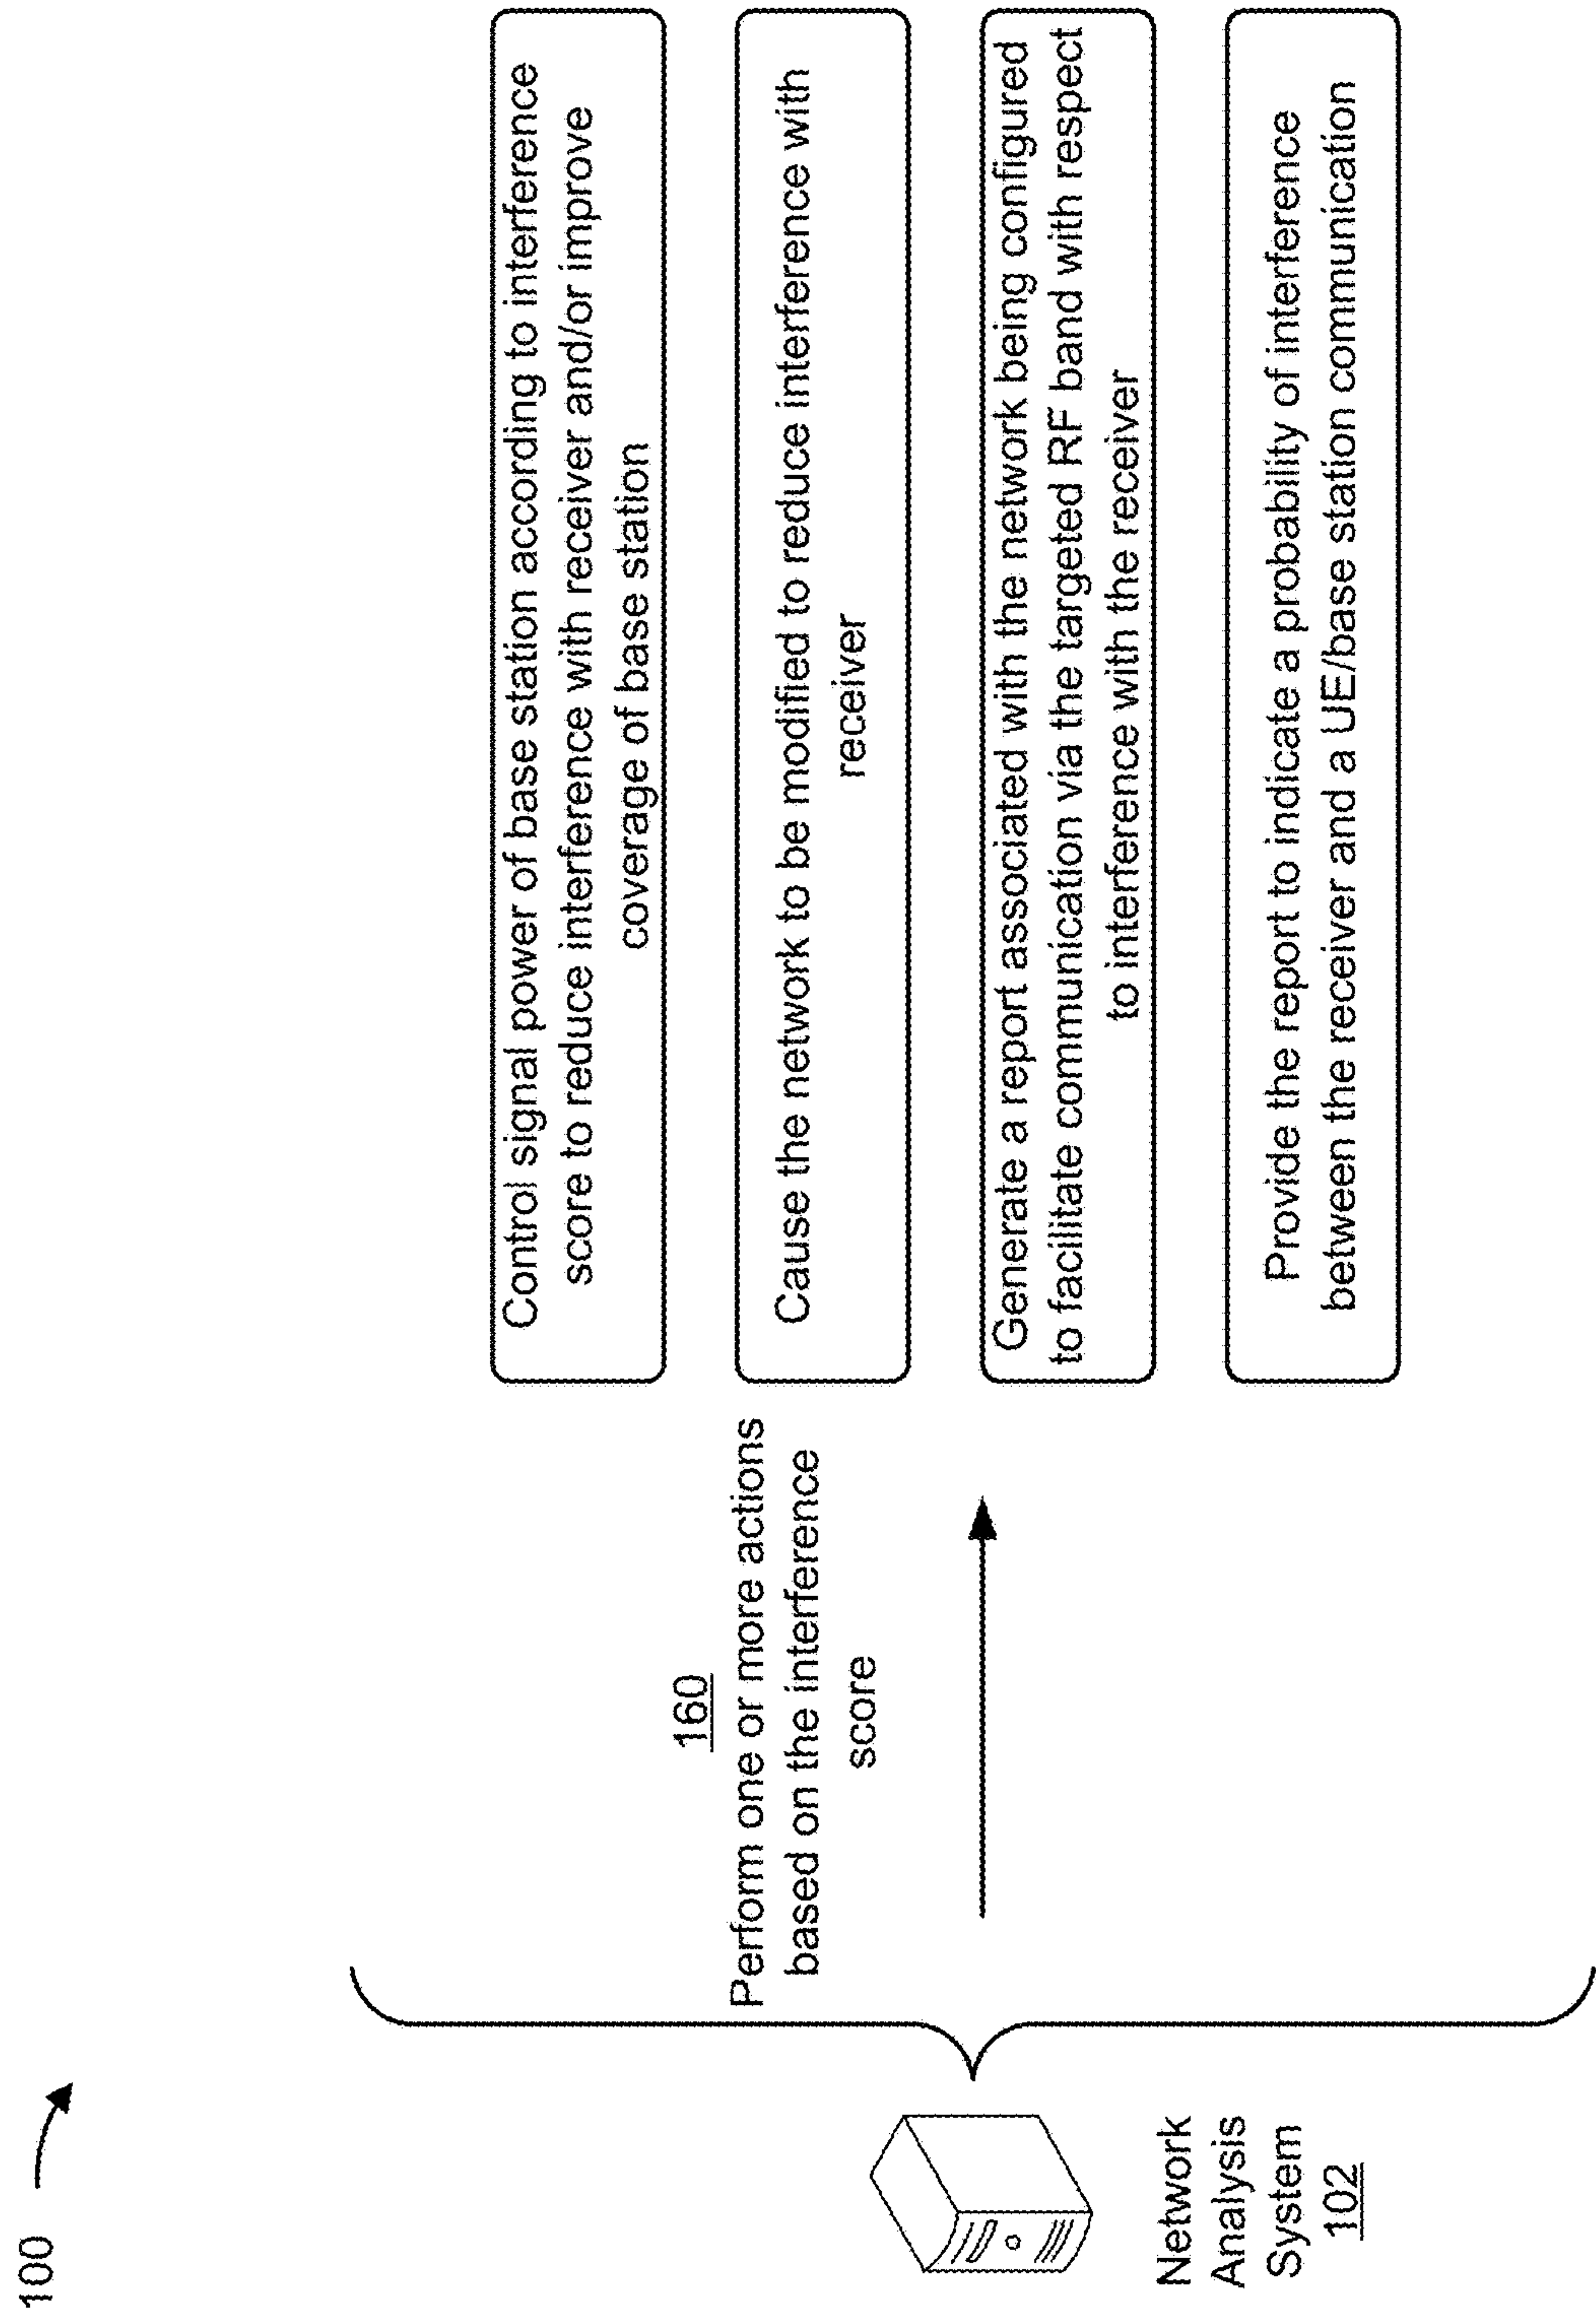 100
Network
Analysis
System
102
160
Perform one or more actions
based on the interference
score
Control signal power of base station according to interference
score to reduce interference with receiver and/or improve
coverage of base station
Cause the network to be modified to reduce interference with
receiver
Generate a report associated with the network being configured
to facilitate communication via the targeted RF band with respect
to interference with the receiver
Provide the report to indicate a probability of interference
between the receiver and a UE/base station communication